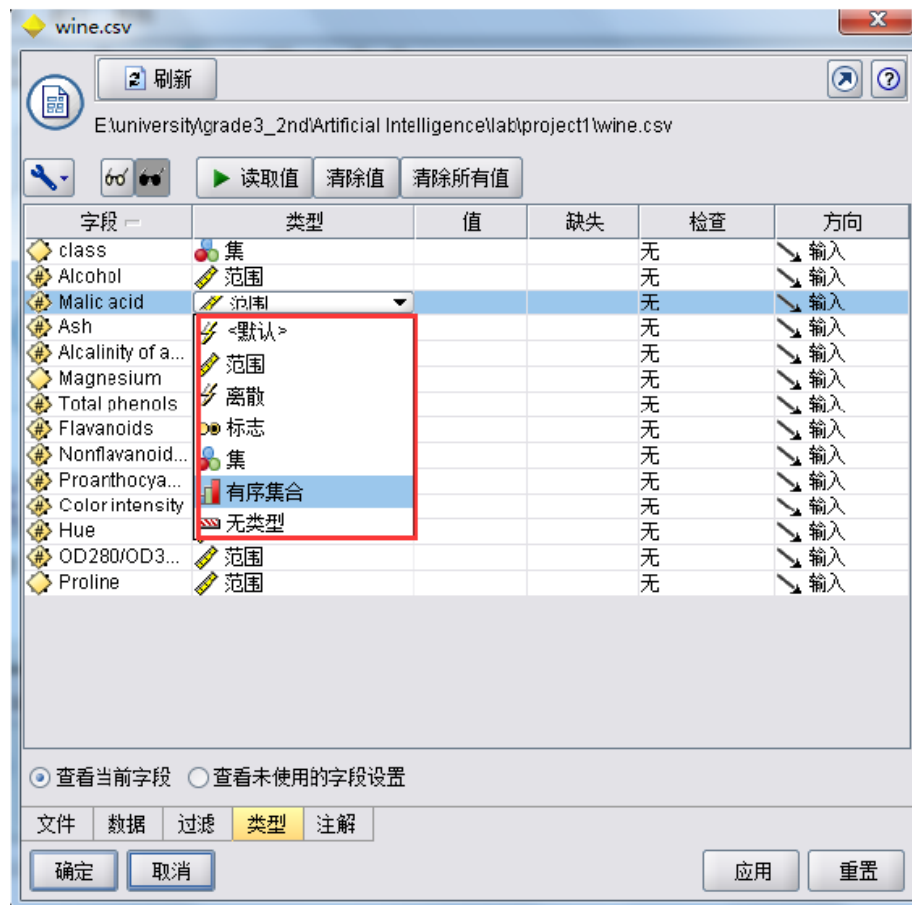 wine.csv
刷新
E:\university\grade3_2nd\Artificial Intelligence\lab\project1\wine.csv
读取值 清除值 清除所有值
字段 类型 值 缺失 检查 方向
class 集 无 输入
Alcohol 范围 无 输入
Malic acid 范围 无 输入
Ash 无 输入
<默认>
Alcalinity of a... 无 输入
范围
Magnesium 无 输入
离散
Total phenols 无 输入
Flavanoids 标志 无 输入
Nonflavanoid... 集 无 输入
Proanthocya... 无 输入
有序集合
Color intensity 无 输入
Hue 无类型 无 输入
OD280/OD3... 范围 无 输入
Proline 范围 无 输入
查看当前字段 查看未使用的字段设置
文件 数据 过滤 类型 注解
确定 取消 应用 重置